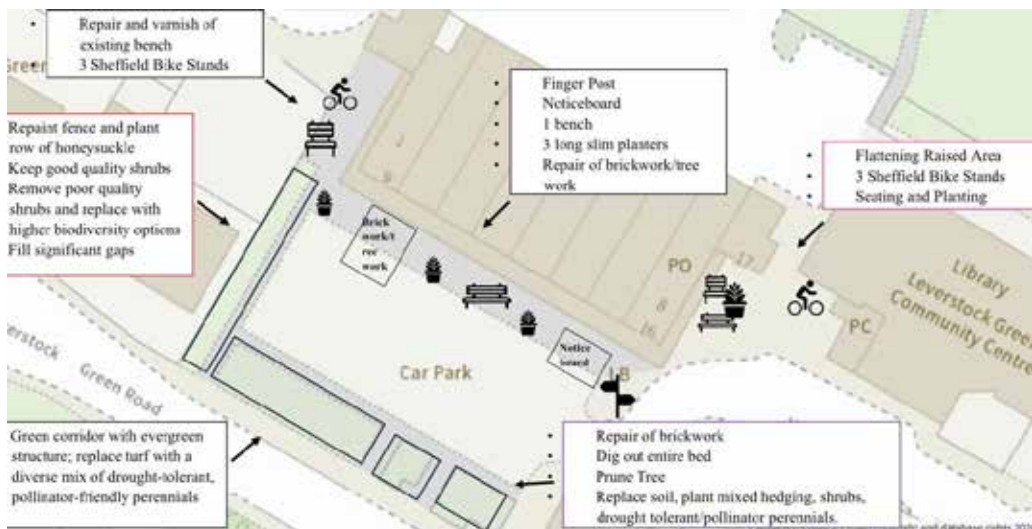 • Repair and varnish of
existing bench
• 3 Sheffield Bike Stands
Green
Repaint fence and plant
row of honeysuckle
Keep good quality shrubs
Remove poor quality
shrubs and replace with
higher biodiversity options
Fill significant gaps
• Finger Post
• Noticeboard
• 1 bench
• 3 long slim planters
• Repair of brickwork/tree
work
• Flattening Raised Area
• 3 Sheffield Bike Stands
• Seating and Planting
9
Brick
work/t
ree
work
PO
17
8
16
Library
Leverstock Green
Community Centre
PC
Notice
board
LB
Car Park
erstock
Green Road
Green corridor with evergreen
structure; replace turf with a
diverse mix of drought-tolerant,
pollinator-friendly perennials
• Repair of brickwork
• Dig out entire bed
• Prune Tree
• Replace soil, plant mixed hedging, shrubs,
drought tolerant/pollinator perennials.